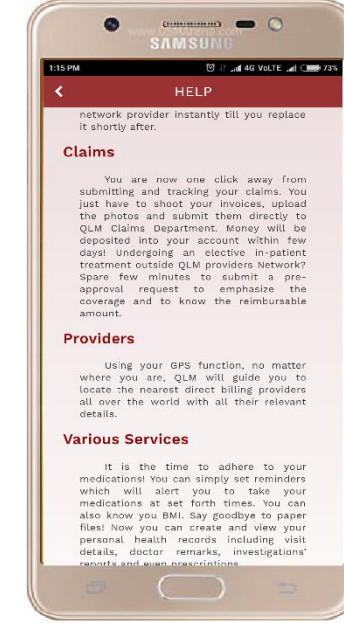 www.GSMArena.com
SAMSUNG
1:15 PM 4G VoLTE 73%
HELP
network provider instantly till you replace
it shortly after.
Claims
You are now one click away from
submitting and tracking your claims. You
just have to shoot your invoices, upload
the photos and submit them directly to
QLM Claims Department. Money will be
deposited into your account within few
days! Undergoing an elective in-patient
treatment outside QLM providers Network?
Spare few minutes to submit a pre-
approval request to emphasize the
coverage and to know the reimbursable
amount.
Providers
Using your GPS function, no matter
where you are, QLM will guide you to
locate the nearest direct billing providers
all over the world with all their relevant
details.
Various Services
It is the time to adhere to your
medications! You can simply set reminders
which will alert you to take your
medications at set forth times. You can
also know you BMI. Say goodbye to paper
files! Now you can create and view your
personal health records including visit
details, doctor remarks, investigations'
reports and even prescriptions